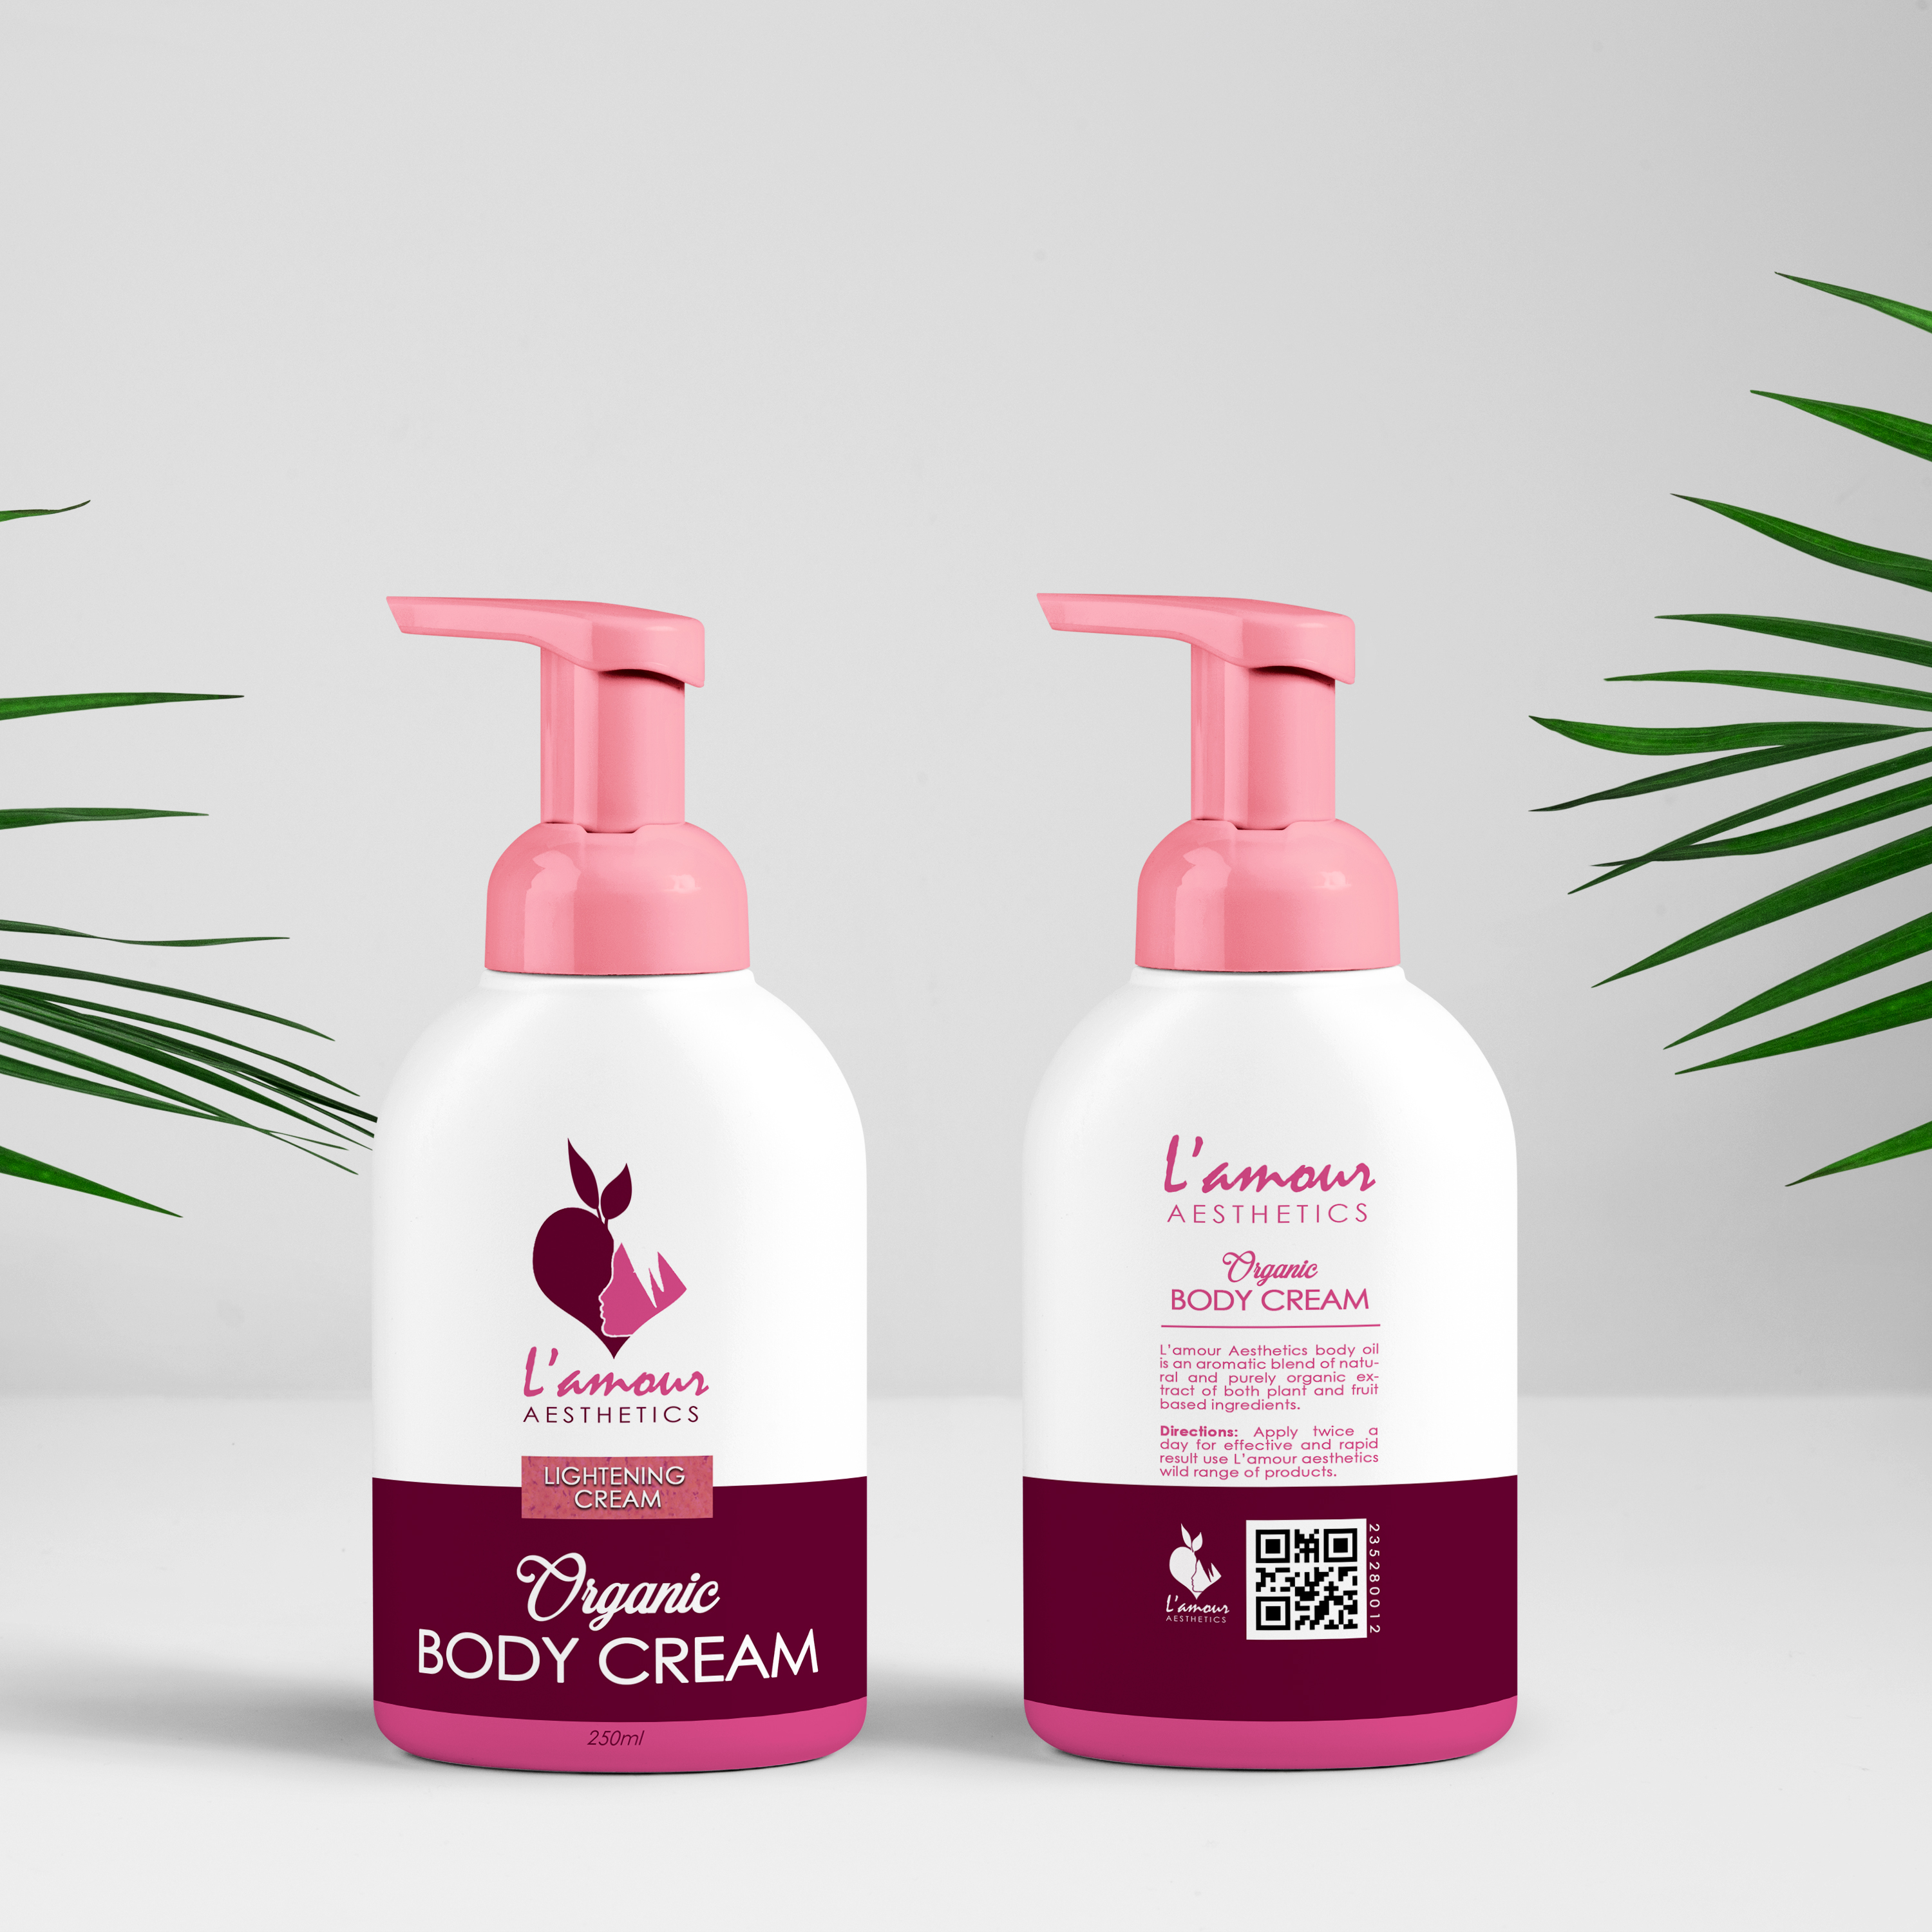 L'amour
AESTHETICS
LIGHTENING
CREAM
Organic
BODY CREAM
250ml
L'amour
AESTHETICS
Organic
BODY CREAM
L'amour Aesthetics body oil
is an aromatic blend of natu-
ral and purely organic ex-
tract of both plant and fruit
based ingredients.
Directions: Apply twice a
day for effective and rapid
result use L'amour aesthetics
wild range of products.
L'amour
AESTHETICS
235280012